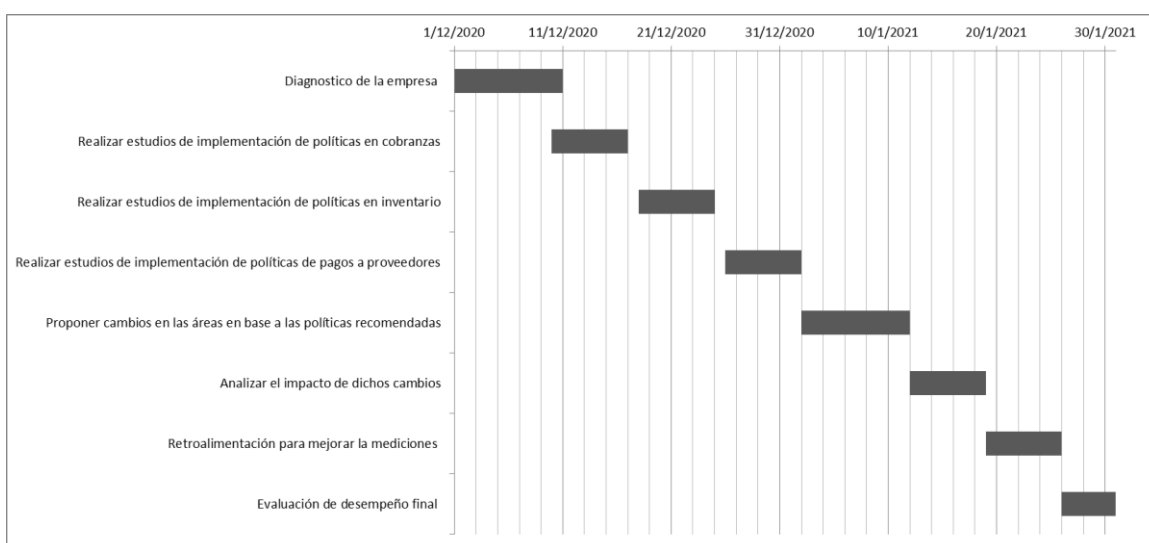 1/12/2020 11/12/2020 21/12/2020 31/12/2020 10/1/2021 20/1/2021 30/1/2021
Diagnostico de la empresa
Realizar estudios de implementación de políticas en cobranzas
Realizar estudios de implementación de políticas en inventario
Realizar estudios de implementación de políticas de pagos a proveedores
Proponer cambios en las áreas en base a las políticas recomendadas
Analizar el impacto de dichos cambios
Retroalimentación para mejorar la mediciones
Evaluación de desempeño final